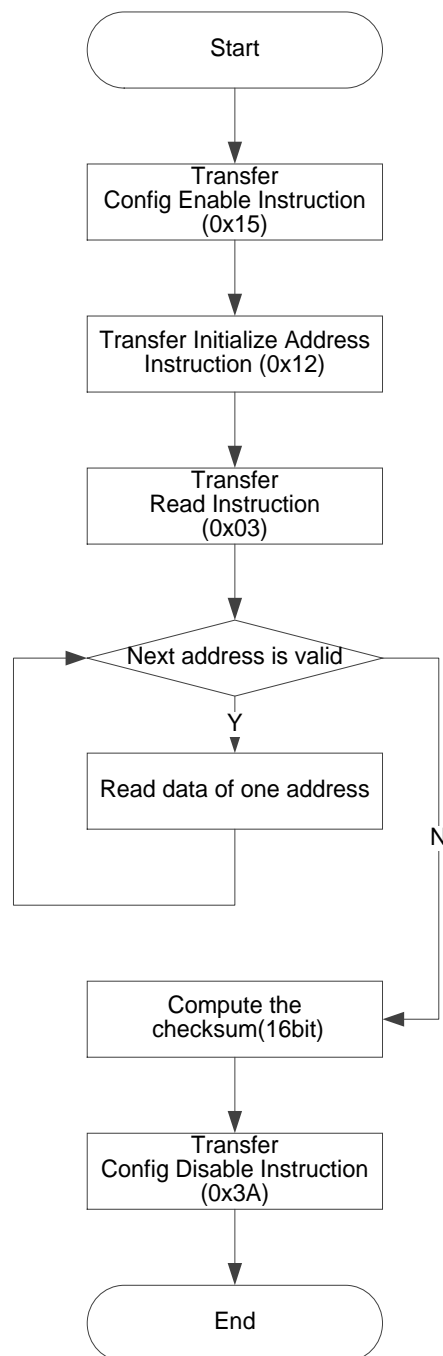 Start
Transfer
Config Enable Instruction
(0x15)
Transfer Initialize Address
Instruction (0x12)
Transfer
Read Instruction
(0x03)
Next address is valid
Y
Read data of one address
N
Compute the
checksum(16bit)
Transfer
Config Disable Instruction
(0x3A)
End